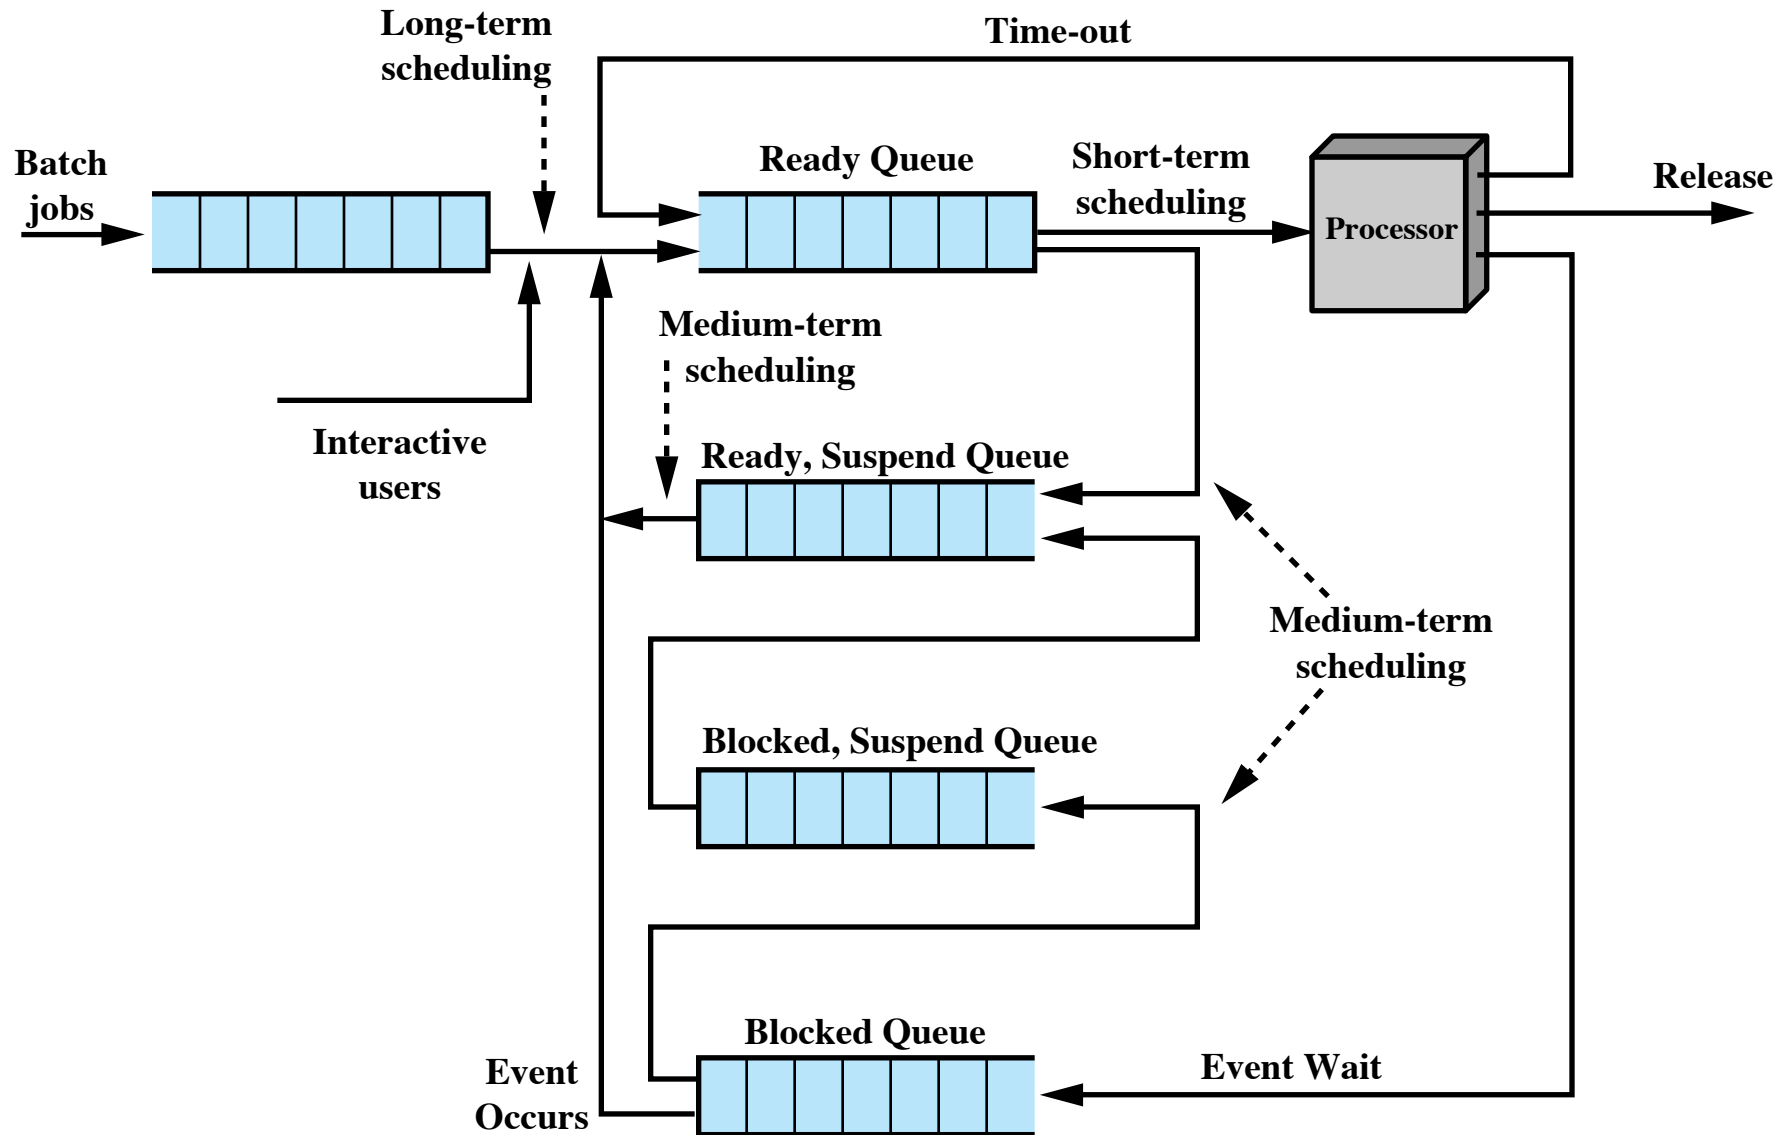 Long-term
scheduling
Time-out
Batch
jobs
Ready Queue
Short-term
scheduling
Processor
Release
Medium-term
scheduling
Interactive
users
Ready, Suspend Queue
Medium-term
scheduling
Blocked, Suspend Queue
Blocked Queue
Event
Occurs
Event Wait